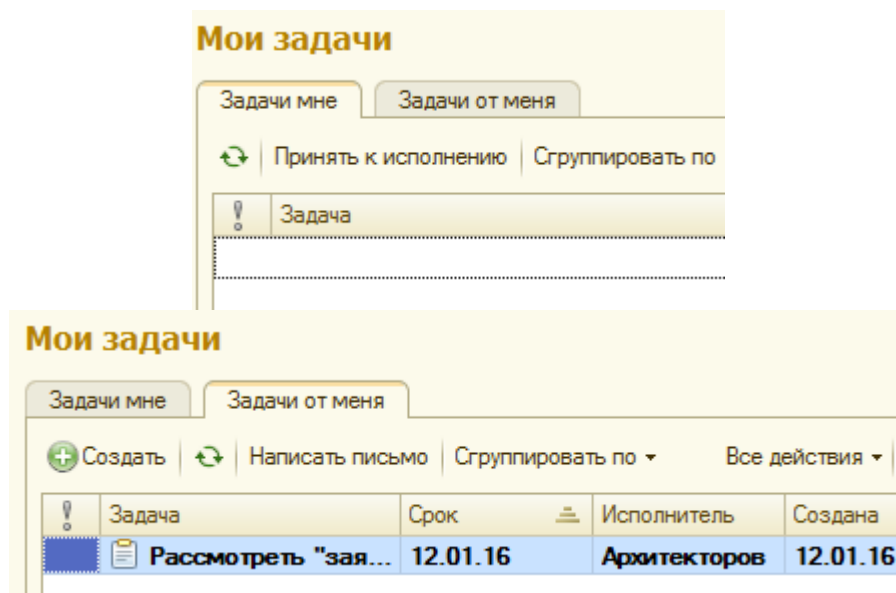 Мои задачи
Задачи мне Задачи от меня
Принять к исполнению Сгруппировать по
Задача
Мои задачи
Задачи мне Задачи от меня
Создать Написать письмо Сгруппировать по Все действия
Задача Срок Исполнитель Создана
Рассмотреть "зая... 12.01.16 Архитекторов 12.01.16